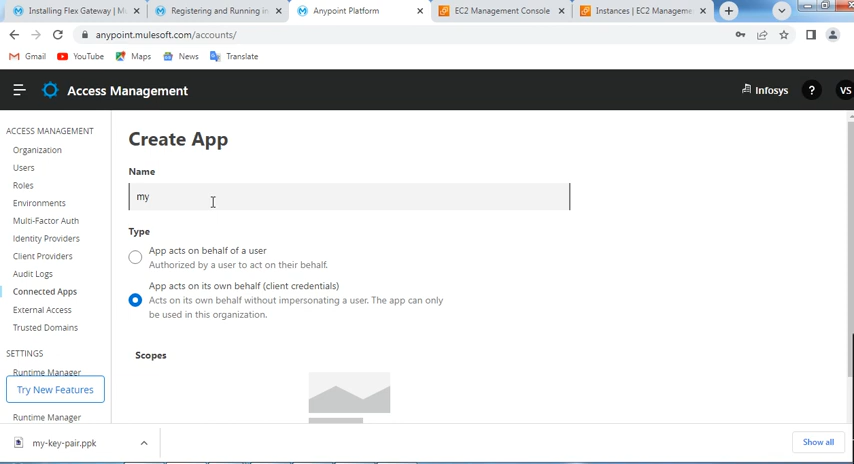 Installing Flex Gateway | M
Registering and Running in
Anypoint Platform
EC2 Management Console
Instances | EC2 Manageme
anypoint.mulesoft.com/accounts/
Gmail
YouTube
Maps
News
Translate
Access Management
Infosys
?
VS
ACCESS MANAGEMENT
Organization
Users
Roles
Environments
Multi-Factor Auth
Identity Providers
Client Providers
Audit Logs
Connected Apps
External Access
Trusted Domains
SETTINGS
Runtime Manager
Try New Features
Runtime Manager
Create App
Name
my
Type
App acts on behalf of a user
Authorized by a user to act on their behalf.
App acts on its own behalf (client credentials)
Acts on its own behalf without impersonating a user. The app can only
be used in this organization.
Scopes
my-key-pair.ppk
Show all